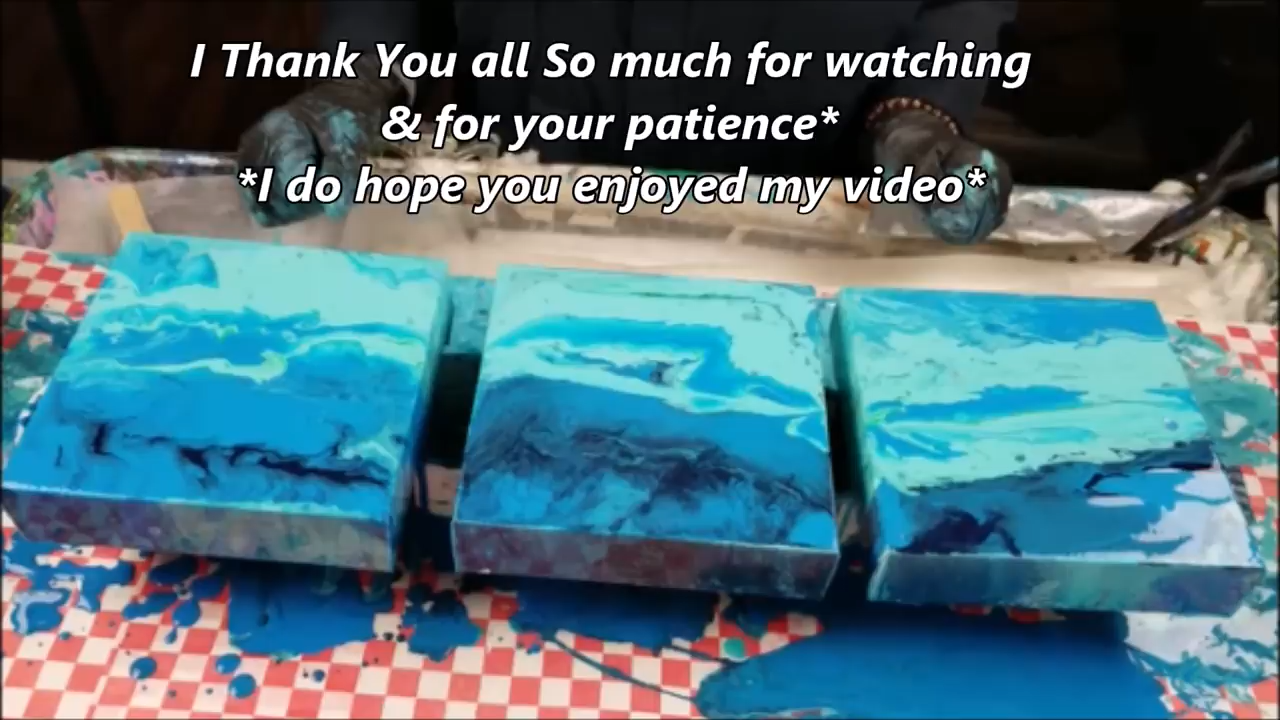 I Thank You all So much for watching
& for your patience*
*I do hope you enjoyed my video*